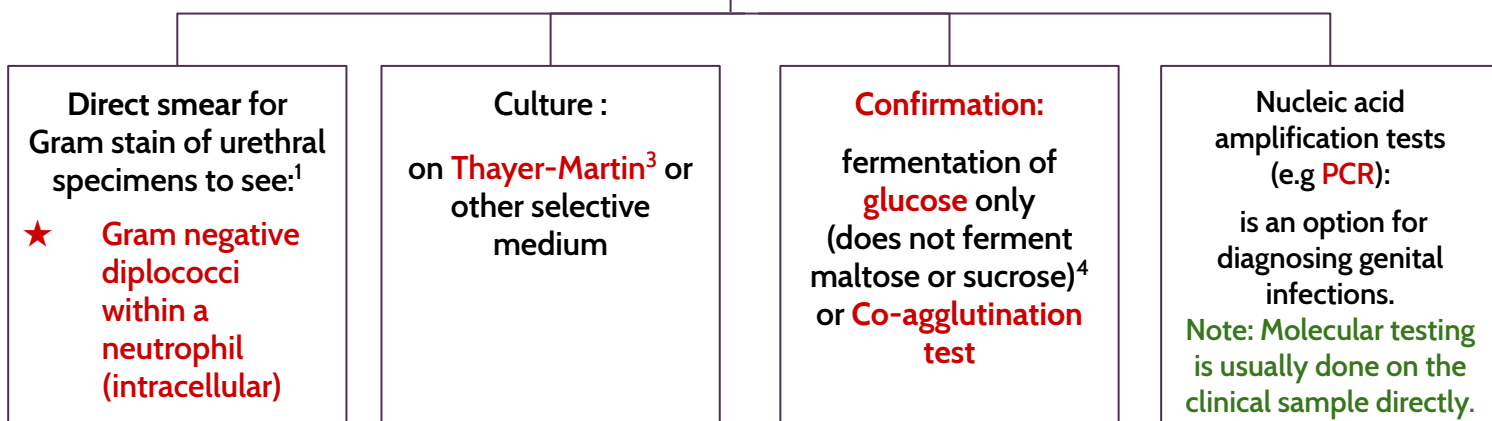 Direct smear for
Gram stain of urethral
specimens to see:¹
★ Gram negative
diplococci
within a
neutrophil
(intracellular)
Culture :
on Thayer-Martin³ or
other selective
medium
Confirmation:
fermentation of
glucose only
(does not ferment
maltose or sucrose)⁴
or Co-agglutination
test
Nucleic acid
amplification tests
(e.g PCR):
is an option for
diagnosing genital
infections.
Note: Molecular testing
is usually done on the
clinical sample directly.